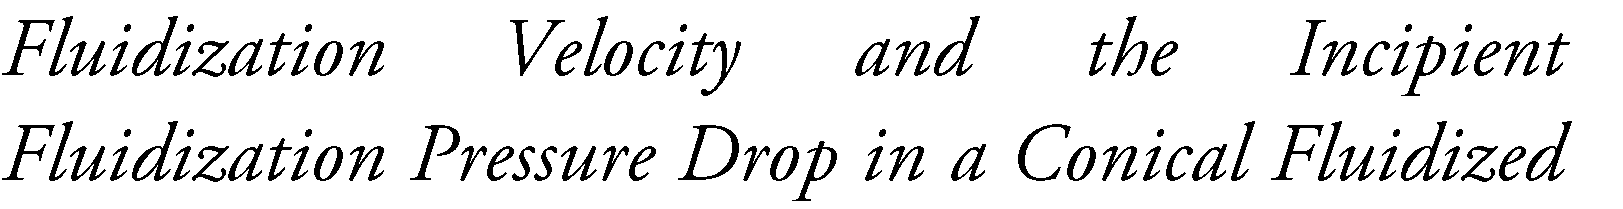 Fluidization Velocity and the Incipient
Fluidization Pressure Drop in a Conical Fluidized